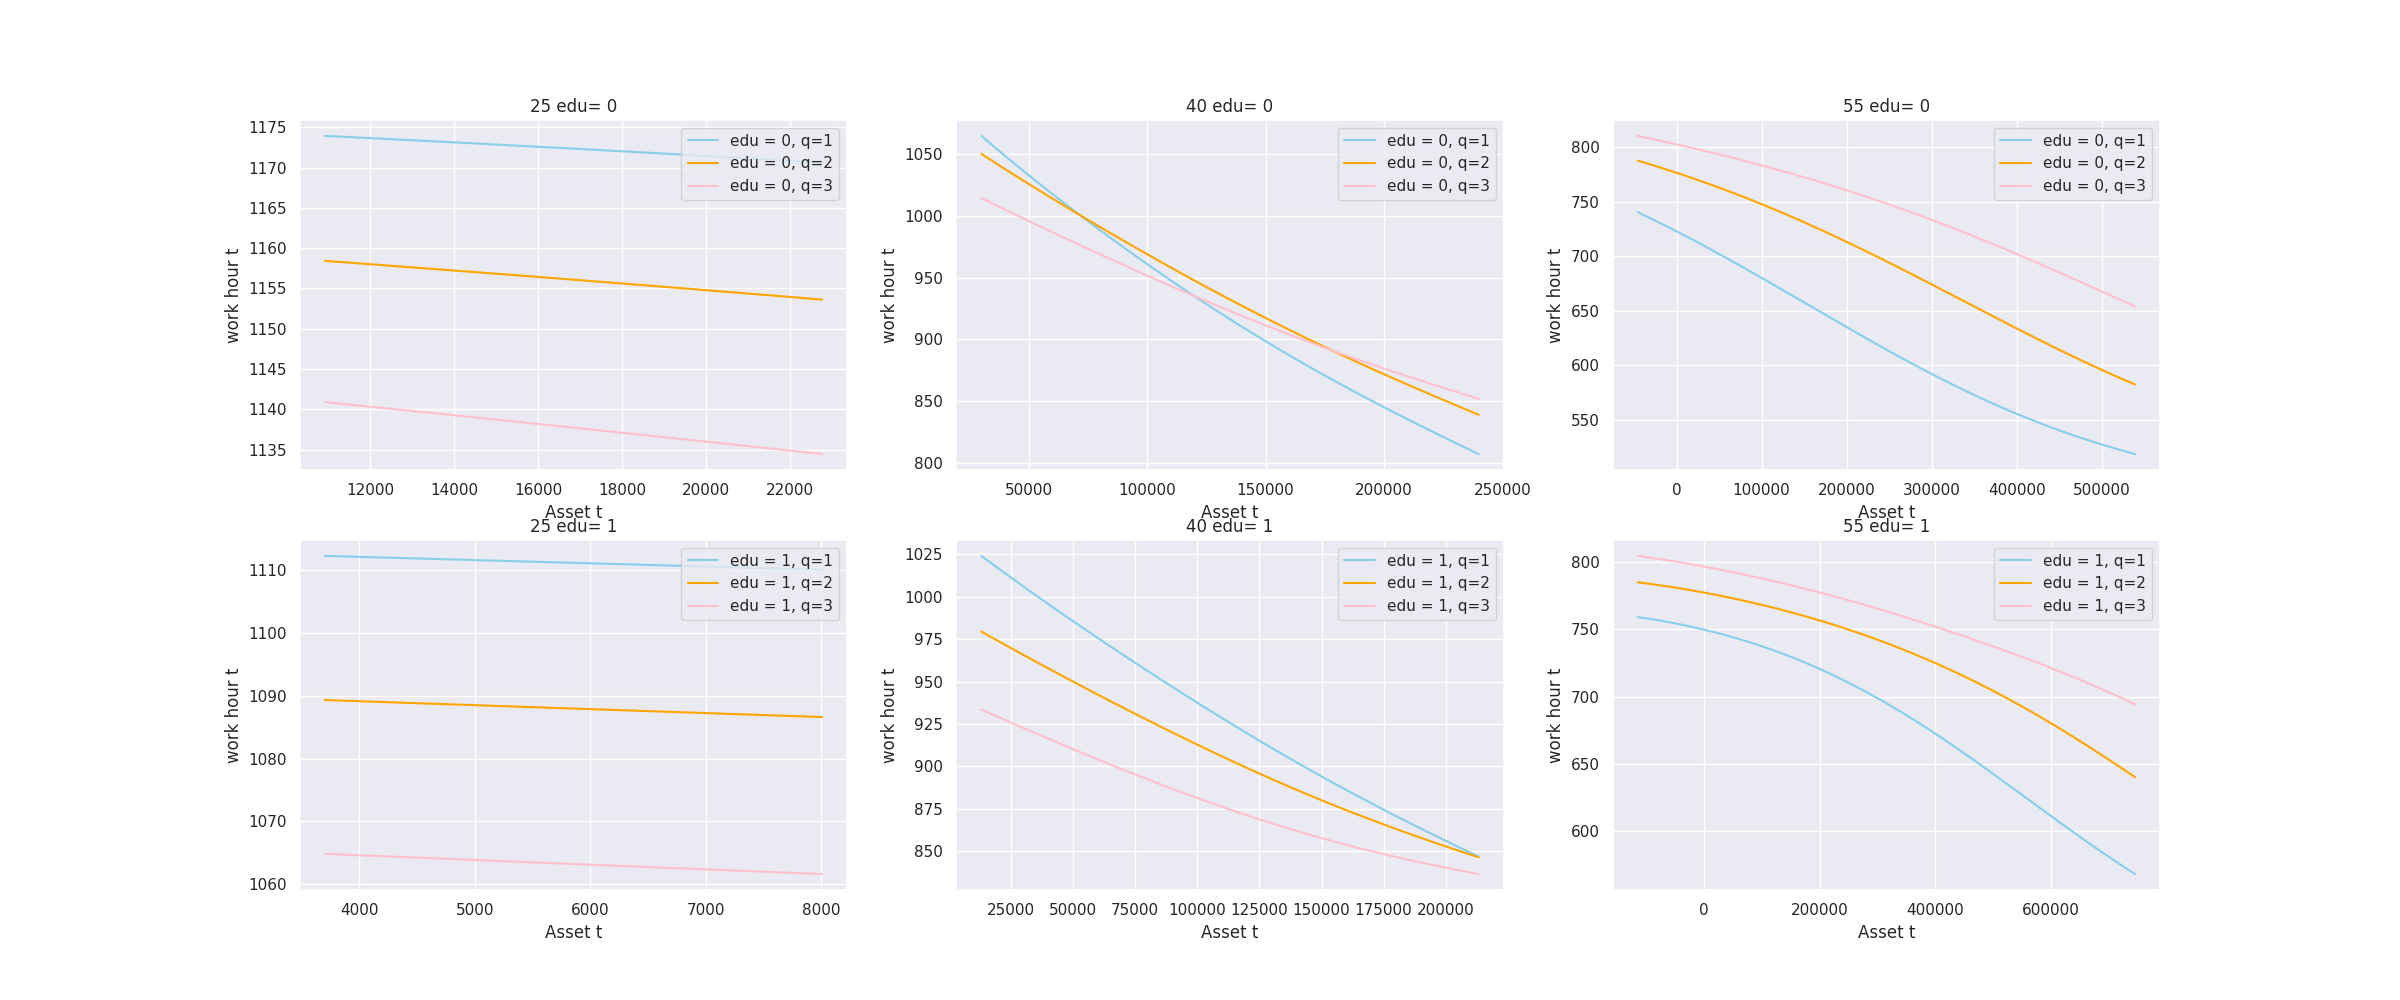 25 edu= 0
1175
1170
1165
1160
1155
1150
1145
1140
1135
work hour t
edu = 0, q=1
edu = 0, q=2
edu = 0, q=3
12000 14000 16000 18000 20000 22000
Asset t
40 edu= 0
1050
1000
950
900
850
800
work hour t
edu = 0, q=1
edu = 0, q=2
edu = 0, q=3
50000 100000 150000 200000 250000
Asset t
55 edu= 0
800
750
700
650
600
550
work hour t
edu = 0, q=1
edu = 0, q=2
edu = 0, q=3
0 100000 200000 300000 400000 500000
Asset t
25 edu= 1
1110
1100
1090
1080
1070
1060
work hour t
edu = 1, q=1
edu = 1, q=2
edu = 1, q=3
4000 5000 6000 7000 8000
Asset t
40 edu= 1
1025
1000
975
950
925
900
875
850
work hour t
edu = 1, q=1
edu = 1, q=2
edu = 1, q=3
25000 50000 75000 100000 125000 150000 175000 200000
Asset t
55 edu= 1
800
750
700
650
600
work hour t
edu = 1, q=1
edu = 1, q=2
edu = 1, q=3
0 200000 400000 600000
Asset t